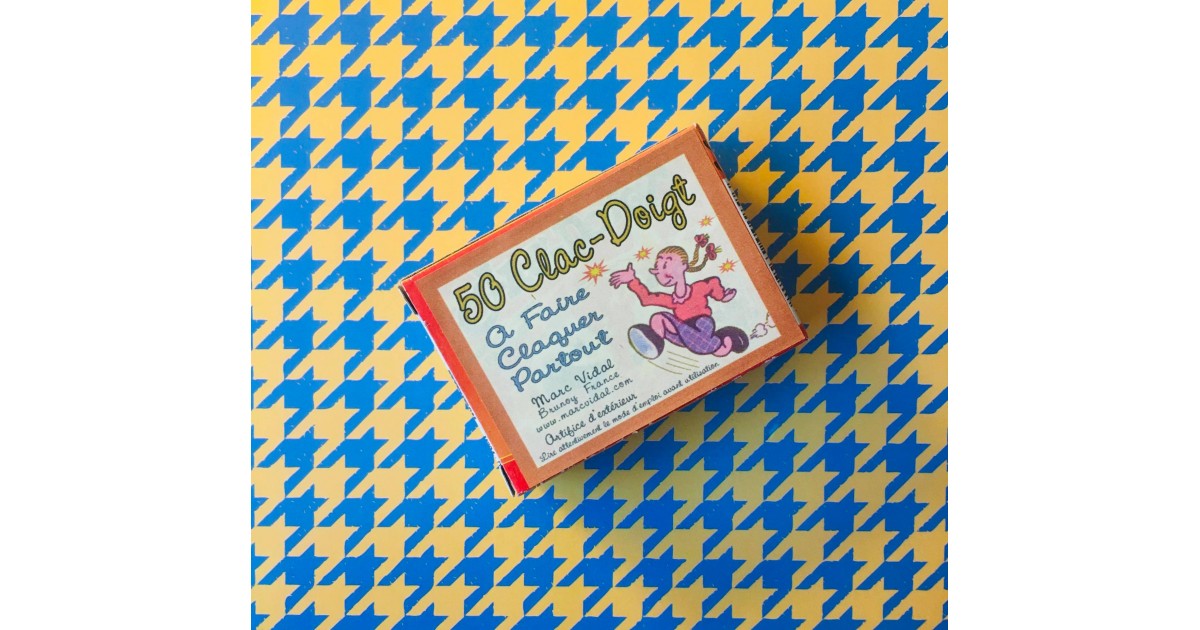 50 Clac-Doigt
A Faire
Claquer
Partout
Marc Vidal
Brunoy France
www.marcvidal.com
Artifice d'extérieur
Lire attentivement le mode d'emploi avant utilisation